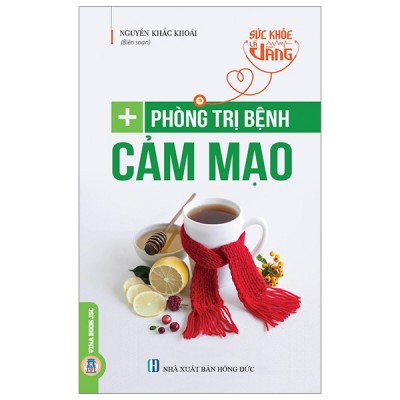 NGUYỄN KHẮC KHOÁI
(Biên soạn)
SỨC KHỎE
LÀ VÀNG
PHÒNG TRỊ BỆNH
CẢM MẠO
VINA BOOK.JSC
NHÀ XUẤT BẢN HỒNG ĐỨC